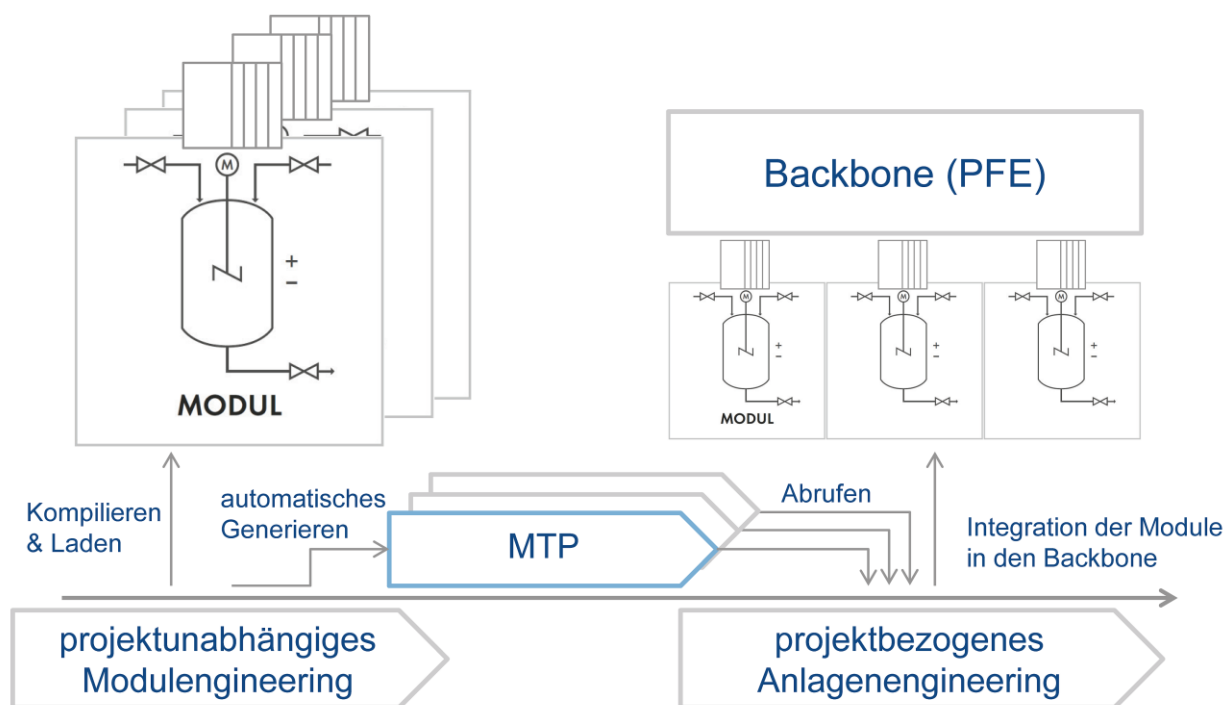 M
+
−
MODUL
Backbone (PFE)
M
+
−
MODUL
M
+
−
M
+
−
Kompilieren
& Laden
automatisches
Generieren
MTP
Abrufen
Integration der Module
in den Backbone
projektunabhängiges
Modulengineering
projektbezogenes
Anlagenengineering